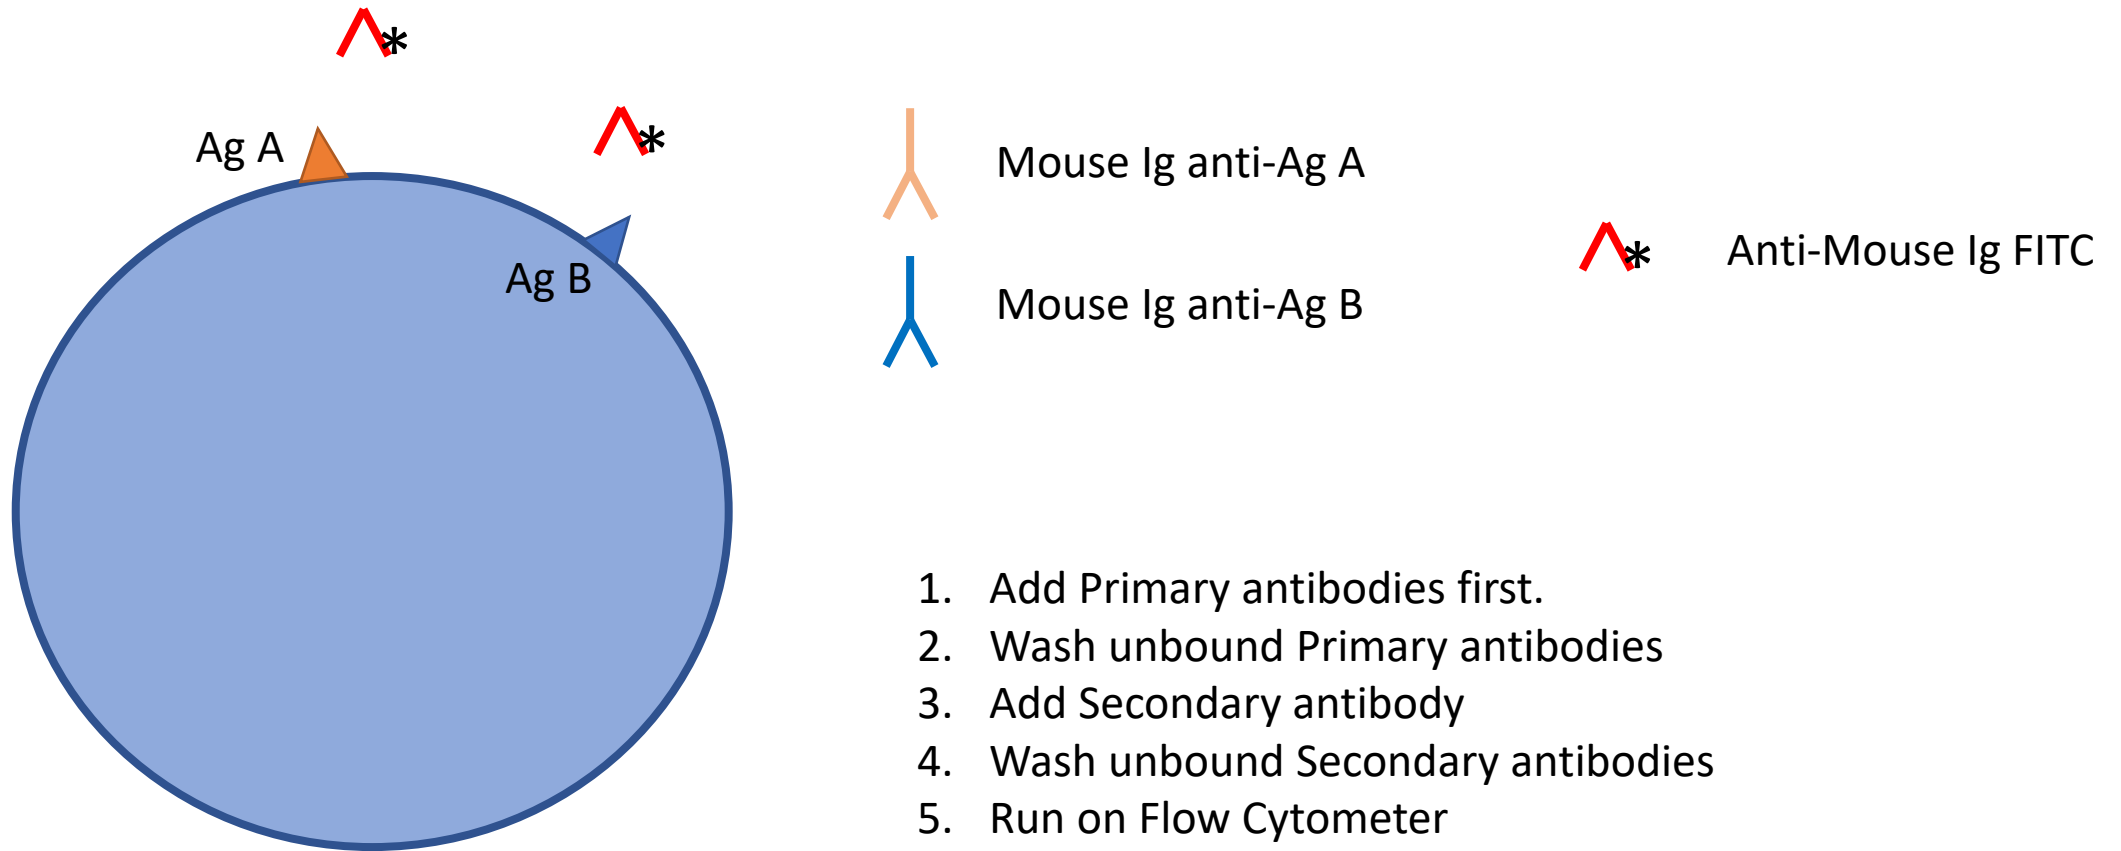 Ag A
Ag B
Mouse Ig anti-Ag A
Mouse Ig anti-Ag B
Anti-Mouse Ig FITC
1. Add Primary antibodies first.
2. Wash unbound Primary antibodies
3. Add Secondary antibody
4. Wash unbound Secondary antibodies
5. Run on Flow Cytometer